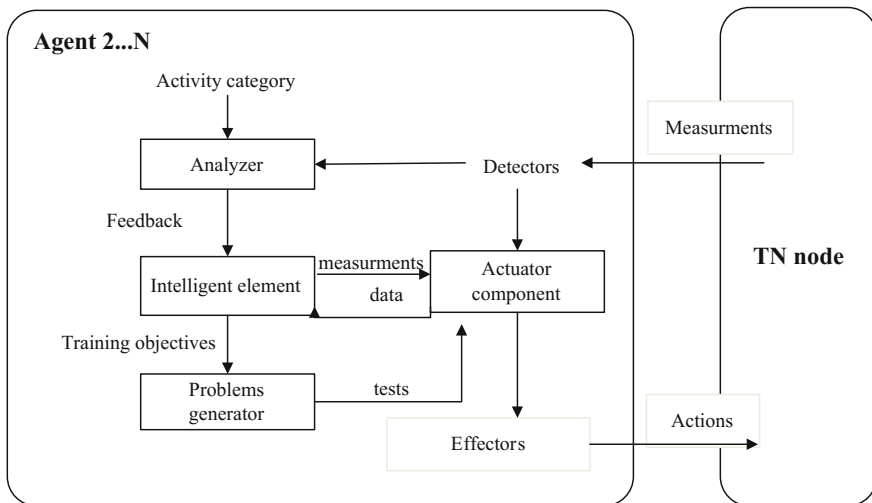 Agent 2...N
Activity category
Measurments
Analyzer
Detectors
Feedback
TN node
measurments
Intelligent element
Actuator
component
data
Training objectives
Problems
generator
tests
Actions
Effectors